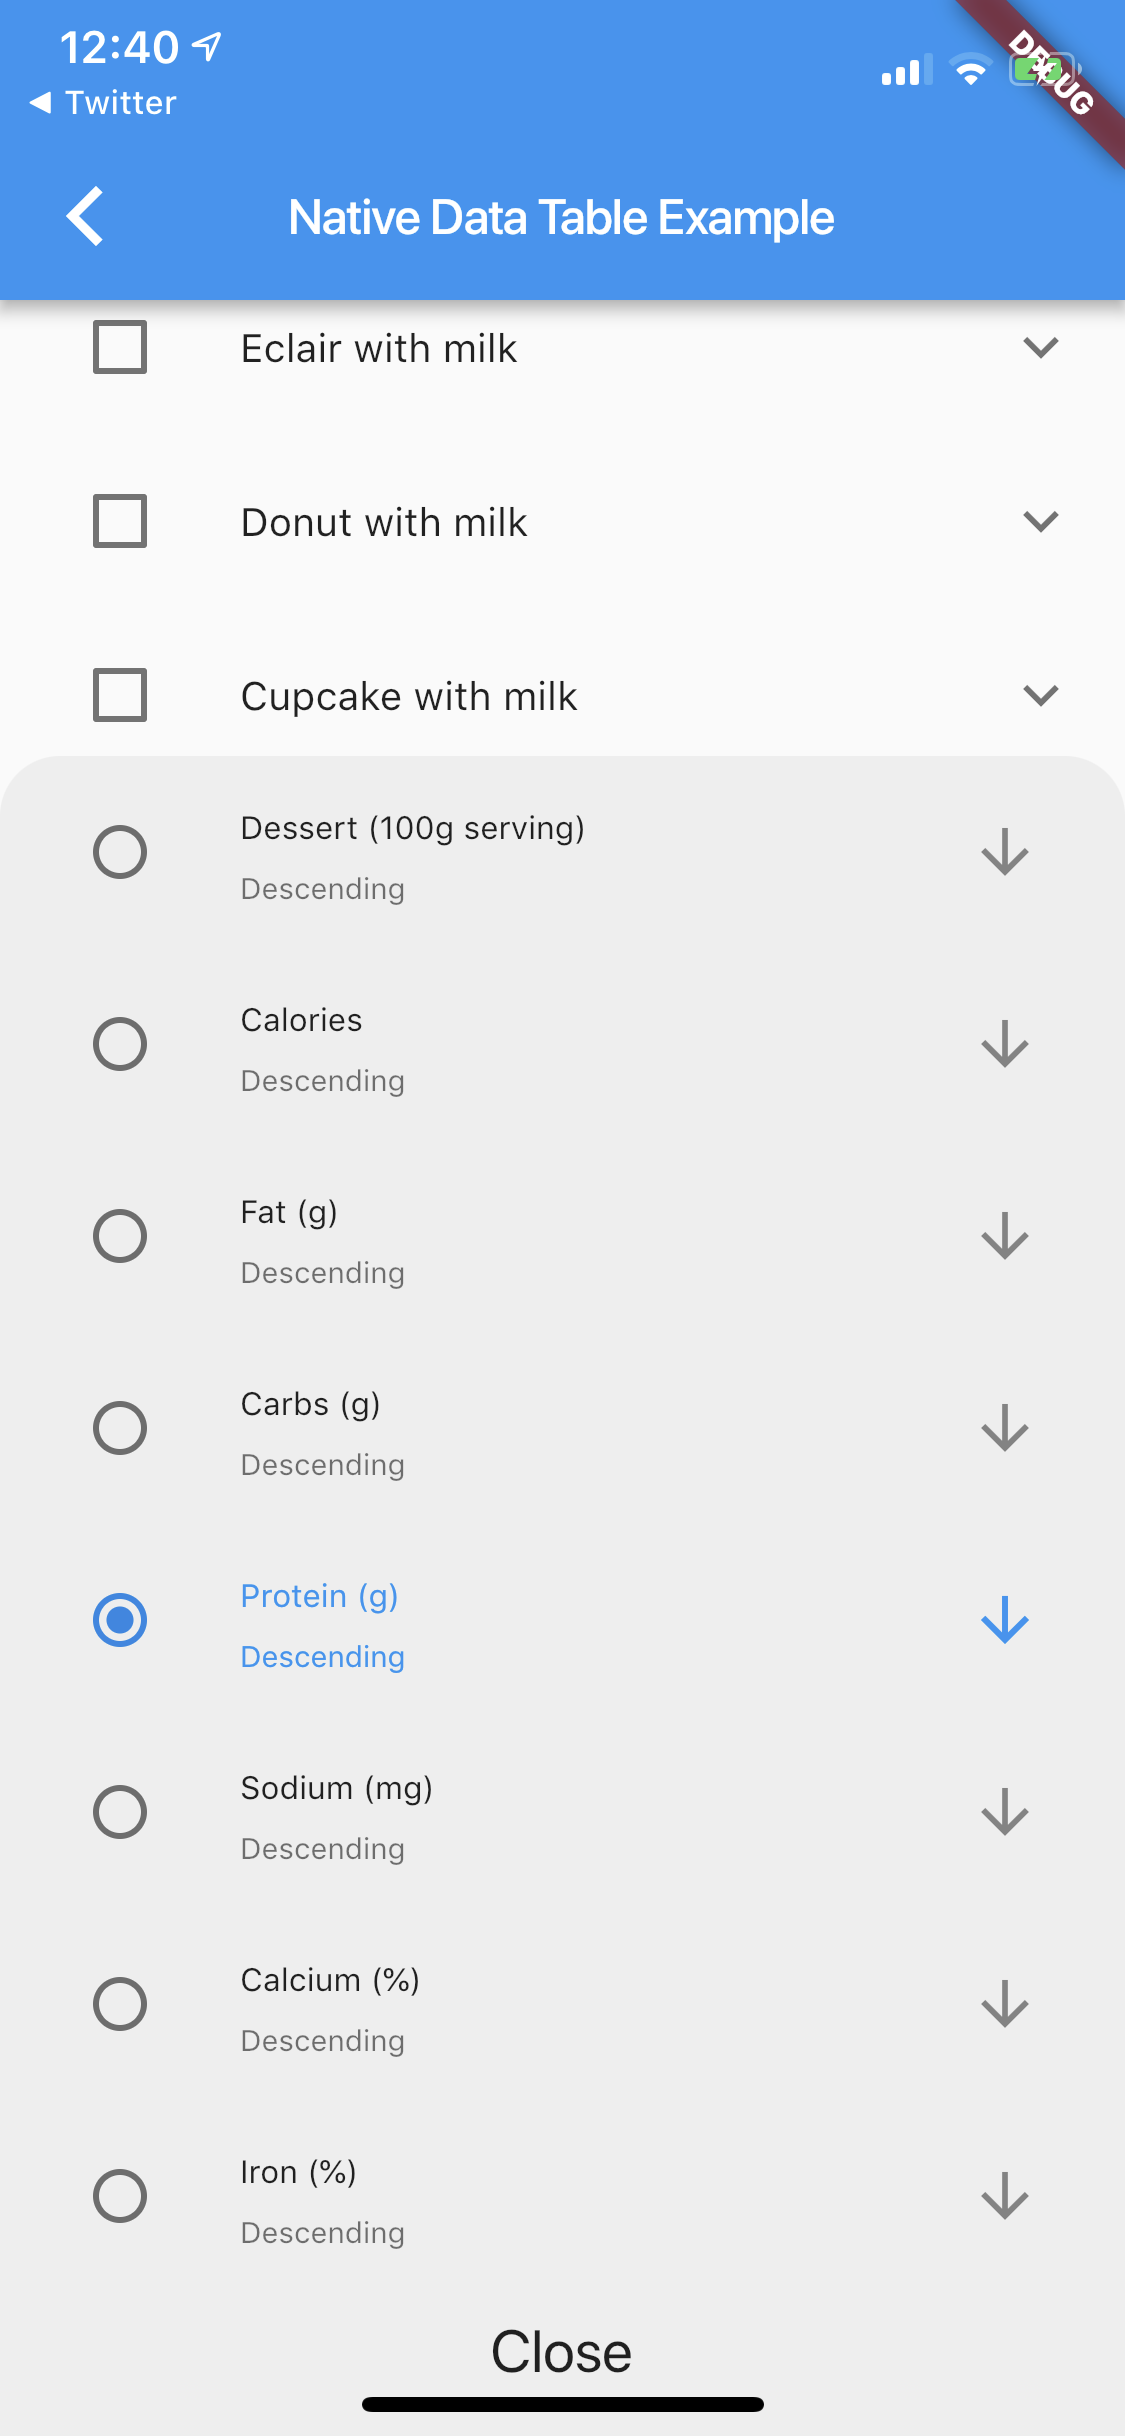 12:40
DEBUG
Twitter
Native Data Table Example
Eclair with milk
Donut with milk
Cupcake with milk
Dessert (100g serving)
Descending
Calories
Descending
Fat (g)
Descending
Carbs (g)
Descending
Protein (g)
Descending
Sodium (mg)
Descending
Calcium (%)
Descending
Iron (%)
Descending
Close